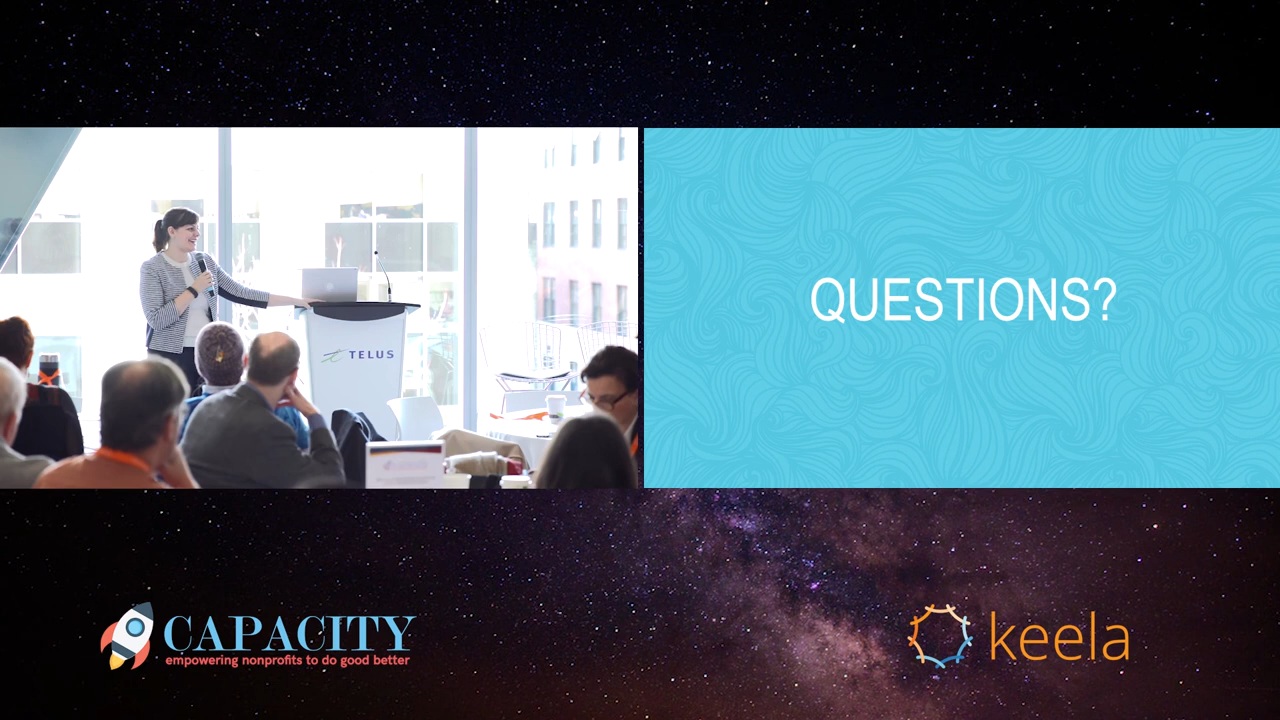 TELUS
QUESTIONS?
CAPACITY
empowering nonprofits to do good better
keela